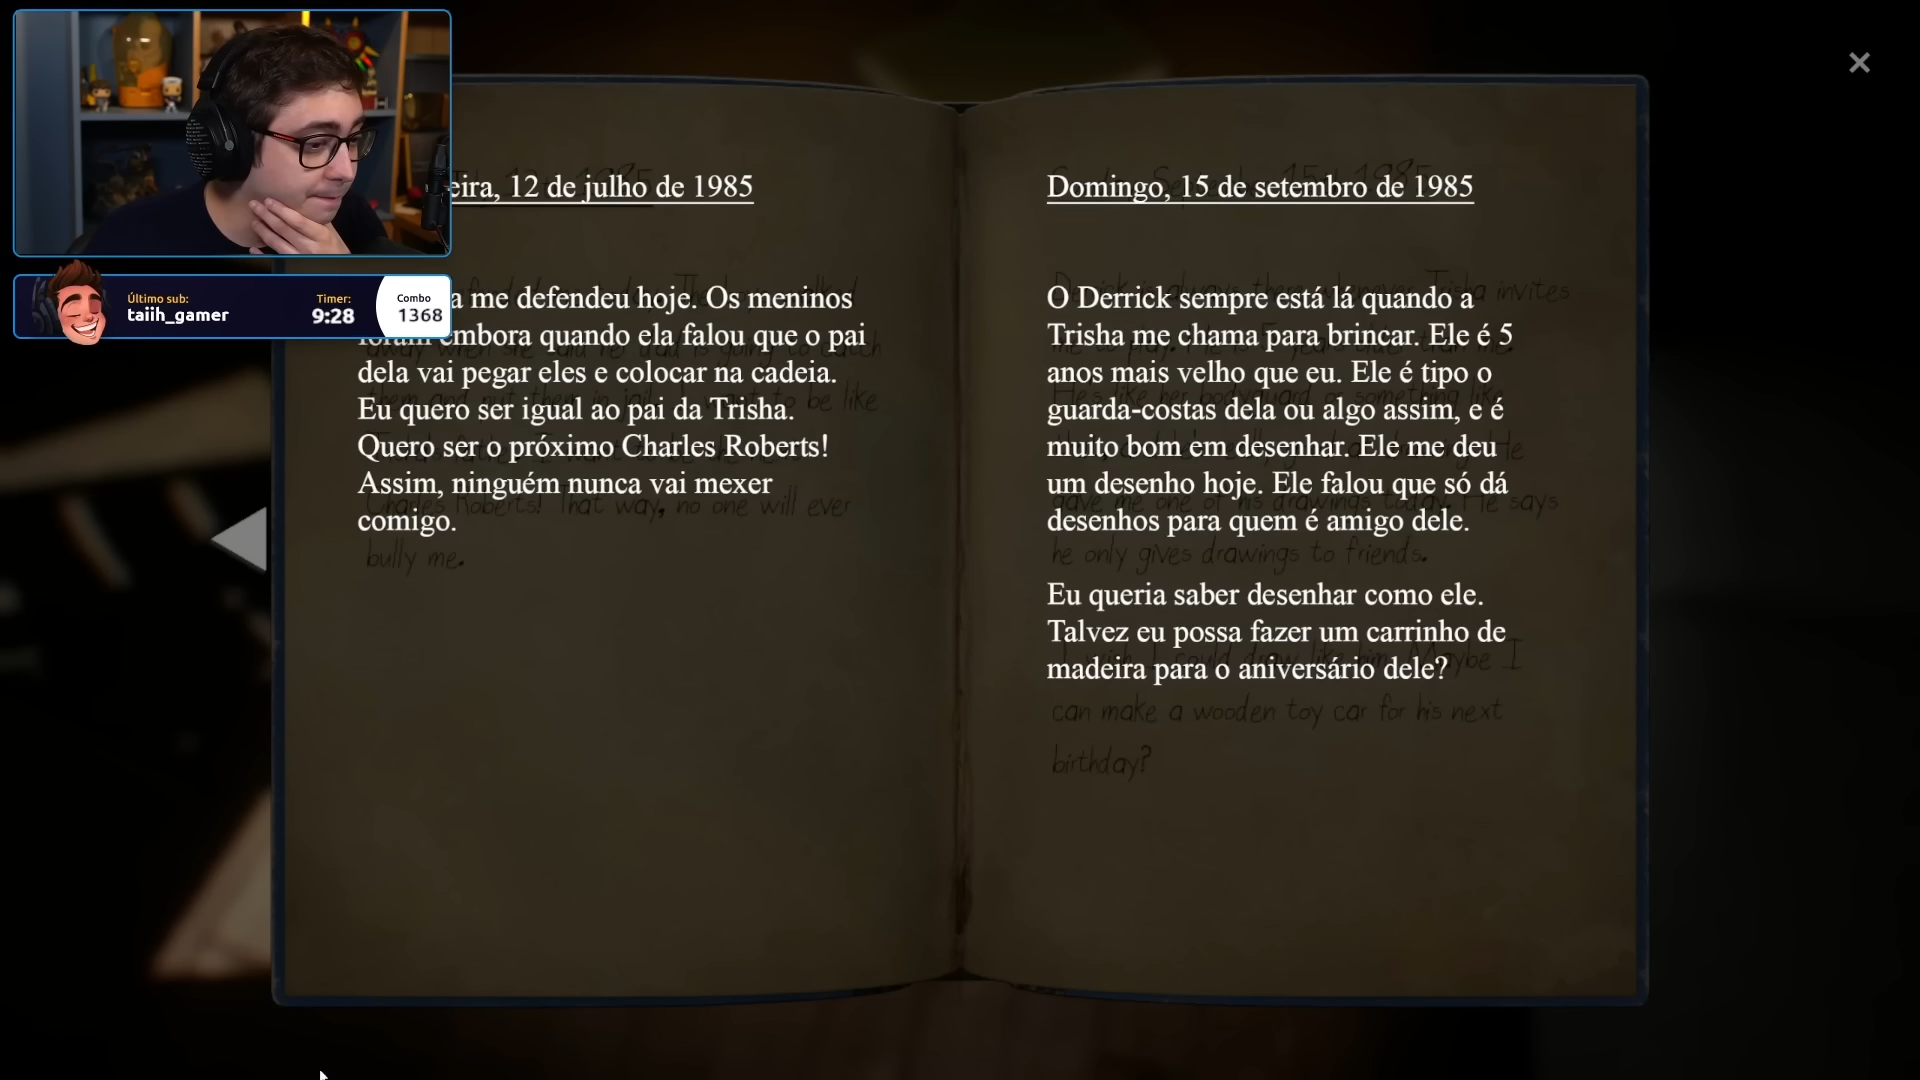 eira, 12 de julho de 1985
a me defendeu hoje. Os meninos
foram embora quando ela falou que o pai
dela vai pegar eles e colocar na cadeia.
Eu quero ser igual ao pai da Trisha.
Quero ser o próximo Charles Roberts!
Assim, ninguém nunca vai mexer
comigo.
bully me.
Domingo, 15 de setembro de 1985
O Derrick sempre está lá quando a
Trisha me chama para brincar. Ele é 5
anos mais velho que eu. Ele é tipo o
guarda-costas dela ou algo assim, e é
muito bom em desenhar. Ele me deu
um desenho hoje. Ele falou que só dá
desenhos para quem é amigo dele.
he only gives drawings to friends.
Eu queria saber desenhar como ele.
Talvez eu possa fazer um carrinho de
madeira para o aniversário dele?
can make a wooden toy car for his next
birthday?
Último sub:
taiih_gamer
Timer:
9:28
Combo
1368